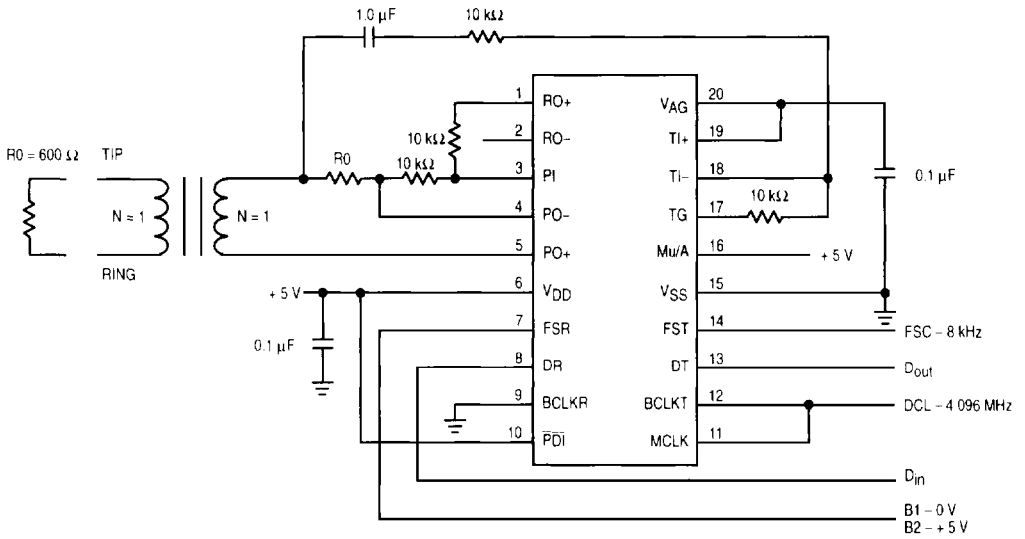 1.0 µF
10 kΩ
R0 = 600 Ω
TIP
N = 1
N = 1
RING
R0
10 kΩ
10 kΩ
1 RO+
2 RO-
3 PI
4 PO-
5 PO+
6 VDD
7 FSR
8 DR
9 BCLKR
10 PDI
VAG 20
TI+ 19
Ti- 18
TG 17
Mu/A 16
VSS 15
FST 14
DT 13
BCLKT 12
MCLK 11
10 kΩ
0.1 µF
+ 5 V
+ 5 V
0.1 µF
FSC – 8 kHz
Dout
DCL – 4 096 MHz
Din
B1 – 0 V
B2 – + 5 V